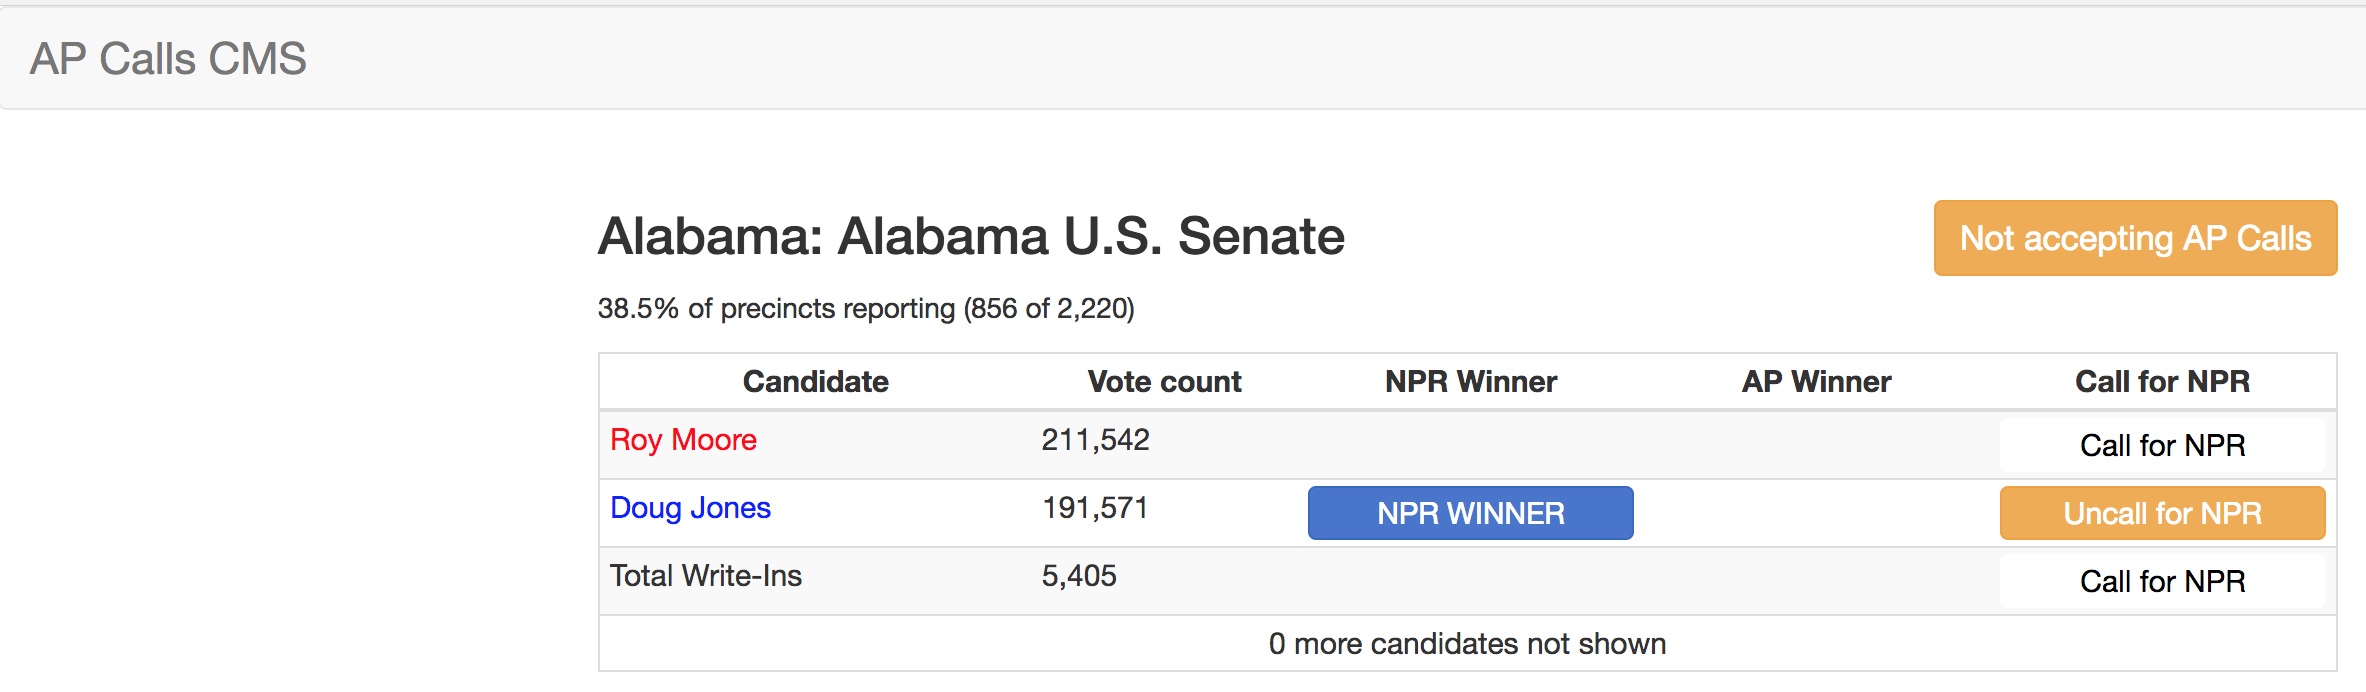 AP Calls CMS
Alabama: Alabama U.S. Senate
Not accepting AP Calls
38.5% of precincts reporting (856 of 2,220)
Candidate Vote count NPR Winner AP Winner Call for NPR
Roy Moore 211,542 Call for NPR
Doug Jones 191,571 NPR WINNER Uncall for NPR
Total Write-Ins 5,405 Call for NPR
0 more candidates not shown